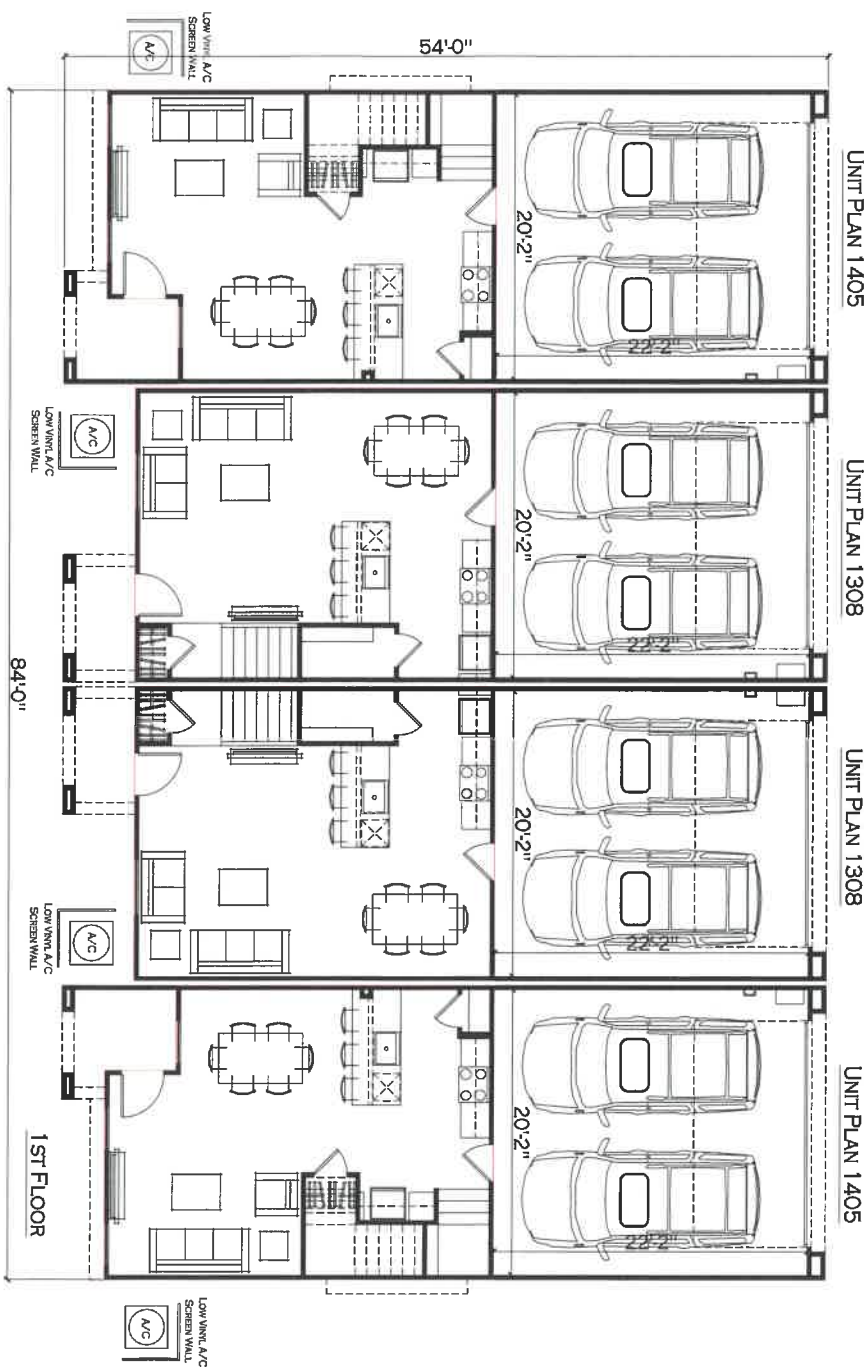 UNIT PLAN 1405
UNIT PLAN 1308
UNIT PLAN 1308
UNIT PLAN 1405
54'-0"
20'-2"
22'-2"
20'-2"
22'-2"
20'-2"
22'-2"
20'-2"
22'-2"
LOW VINYL A/C
SCREEN WALL
A/C
LOW VINYL A/C
SCREEN WALL
A/C
LOW VINYL A/C
SCREEN WALL
A/C
LOW VINYL A/C
SCREEN WALL
A/C
84'-0"
1ST FLOOR